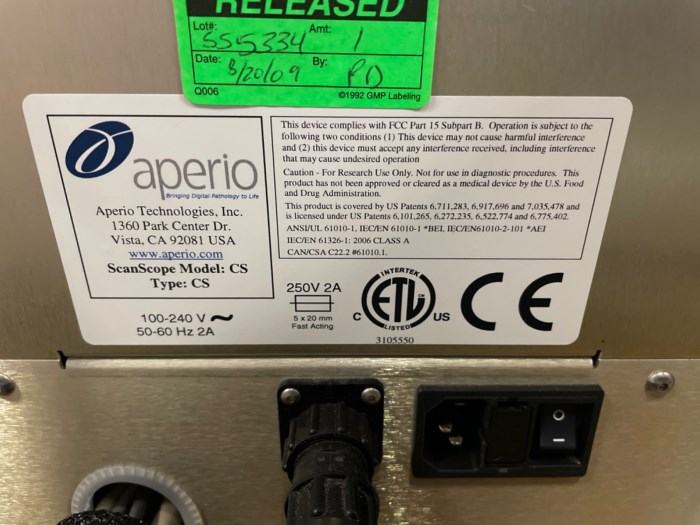 RELEASED
Lot#: SS5334 Amt: 1
Date: 8/20/09 By: PD
Q006 ©1992 GMP Labeling
aperio
Bringing Digital Pathology to Life
Aperio Technologies, Inc.
1360 Park Center Dr.
Vista, CA 92081 USA
www.aperio.com
ScanScope Model: CS
Type: CS
This device complies with FCC Part 15 Subpart B. Operation is subject to the
following two conditions (1) This device may not cause harmful interference
and (2) this device must accept any interference received, including interference
that may cause undesired operation
Caution - For Research Use Only. Not for use in diagnostic procedures. This
product has not been approved or cleared as a medical device by the U.S. Food
and Drug Administration.
This product is covered by US Patents 6,711,283, 6,917,696 and 7,035,478 and
is licensed under US Patents 6,101,265, 6,272,235, 6,522,774 and 6,775,402.
ANSI/UL 61010-1, IEC/EN 61010-1 *BEI, IEC/EN61010-2-101 *AEI
IEC/EN 61326-1: 2006 CLASS A
CAN/CSA C22.2 #61010.1.
100-240 V ~
50-60 Hz 2A
250V 2A
5 x 20 mm
Fast Acting
INTERTEK
C ETL US
LISTED
3105550
CE